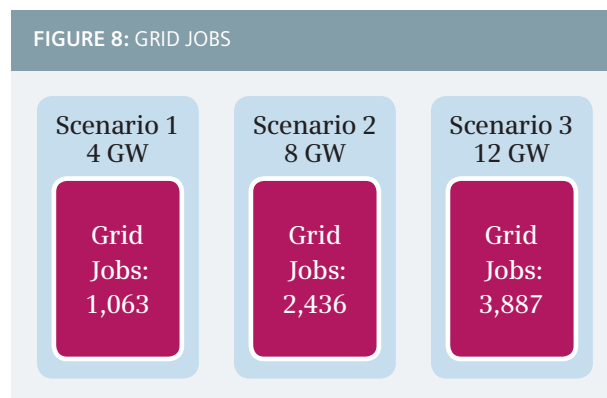 FIGURE 8: GRID JOBS
Scenario 1
4 GW
Grid
Jobs:
1,063
Scenario 2
8 GW
Grid
Jobs:
2,436
Scenario 3
12 GW
Grid
Jobs:
3,887